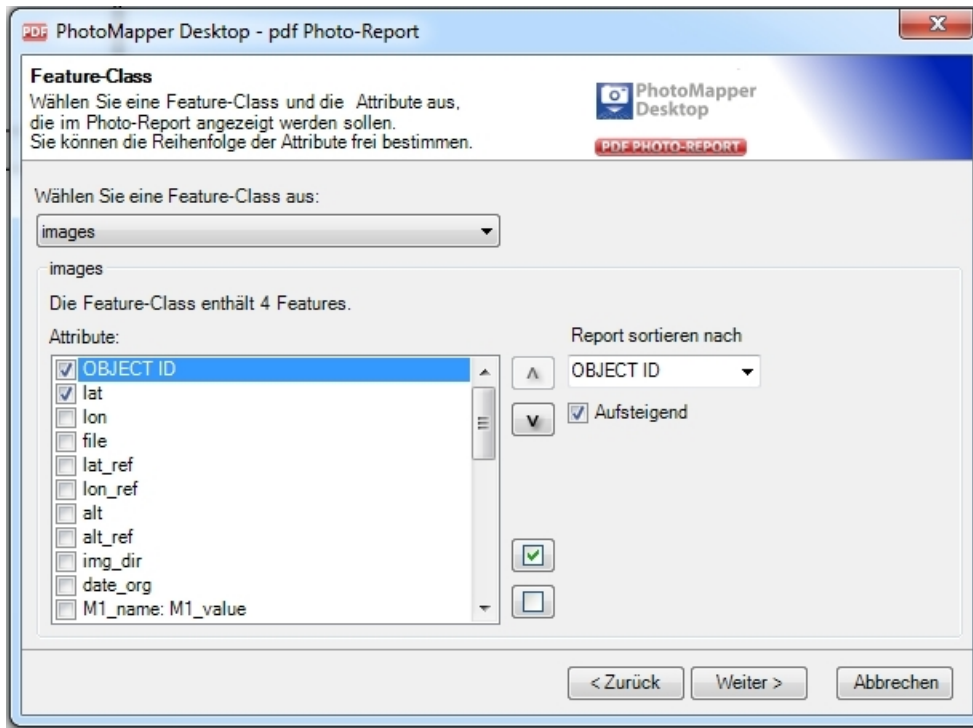 PDF PhotoMapper Desktop - pdf Photo-Report
Feature-Class
Wählen Sie eine Feature-Class und die Attribute aus,
die im Photo-Report angezeigt werden sollen.
Sie können die Reihenfolge der Attribute frei bestimmen.
PhotoMapper
Desktop
PDF PHOTO-REPORT
Wählen Sie eine Feature-Class aus:
images
images
Die Feature-Class enthält 4 Features.
Attribute:
OBJECT ID
lat
lon
file
lat_ref
lon_ref
alt
alt_ref
img_dir
date_org
M1_name: M1_value
Report sortieren nach
OBJECT ID
Aufsteigend
< Zurück
Weiter >
Abbrechen